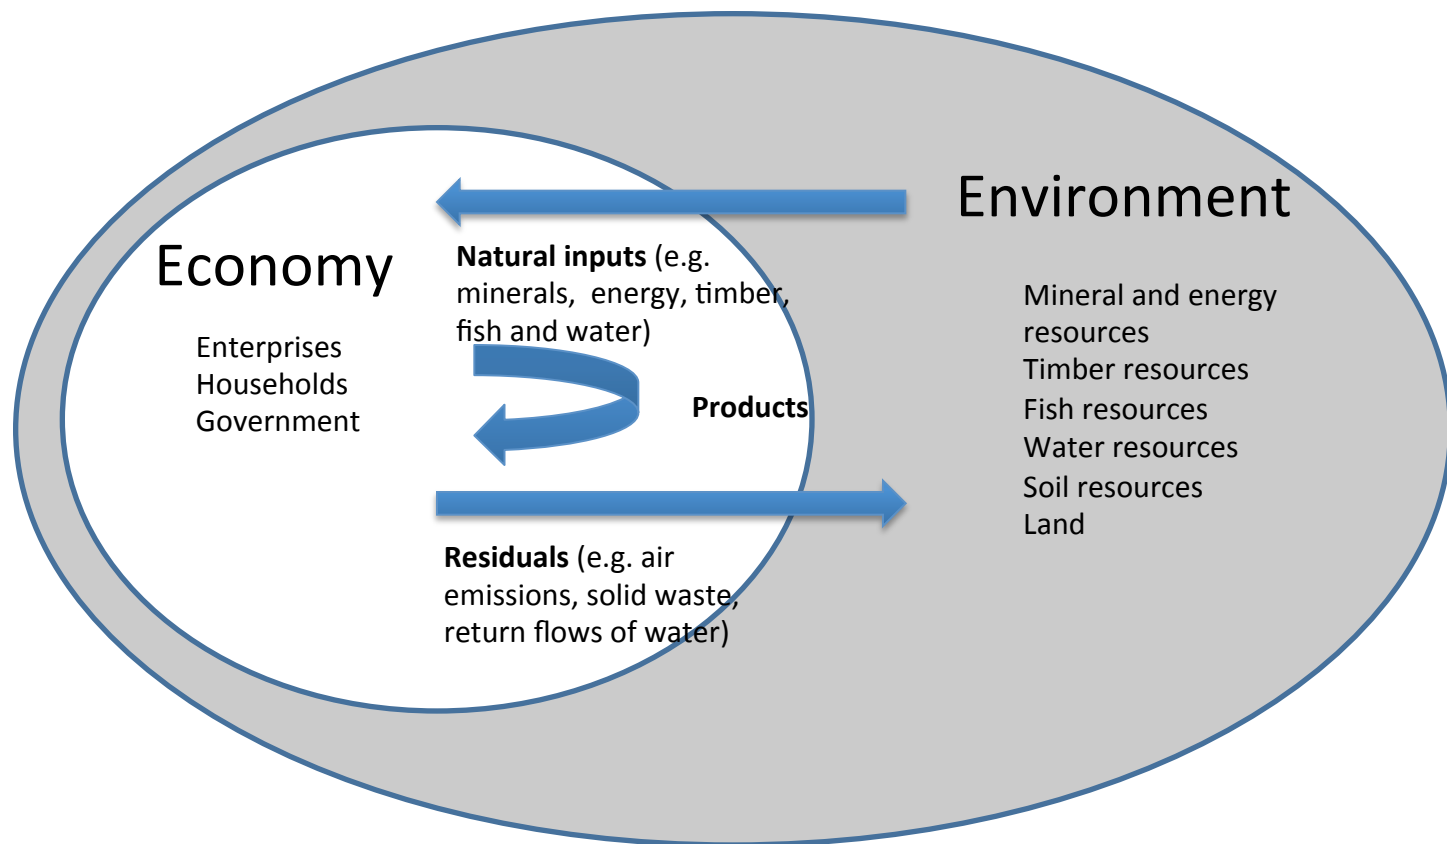 Environment
Economy
Natural inputs (e.g.
minerals,  energy, timber,
fish and water)
Mineral and energy
resources
Timber resources
Fish resources
Water resources
Soil resources
Land
Enterprises
Households
Government
Products
Residuals (e.g. air
emissions, solid waste,
return flows of water)